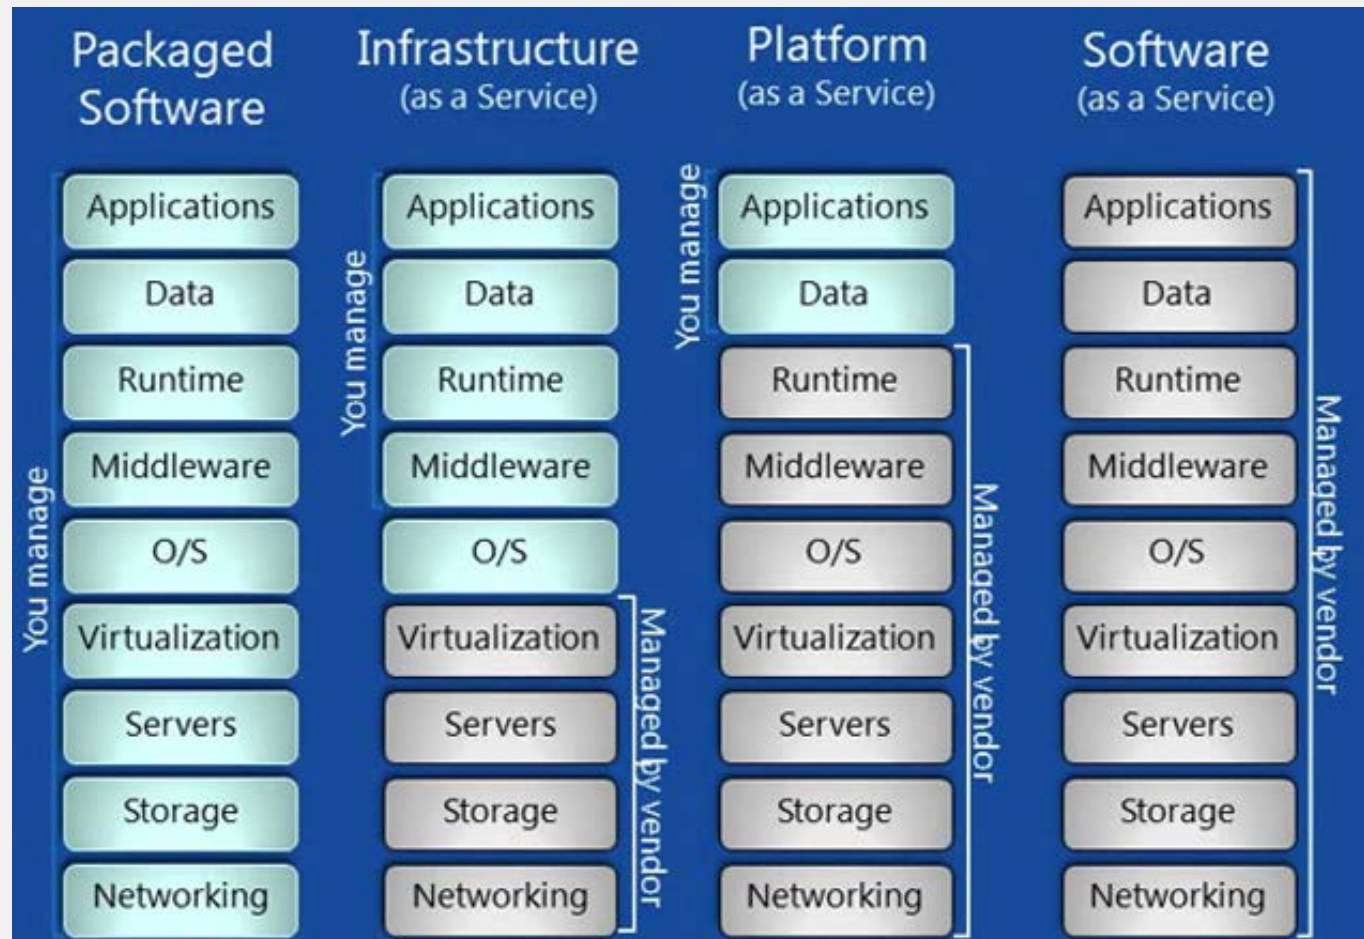 Packaged
Software
You manage
Applications
Data
Runtime
Middleware
O/S
Virtualization
Servers
Storage
Networking
Infrastructure
(as a Service)
You manage
Applications
Data
Runtime
Middleware
O/S
Virtualization
Servers
Storage
Networking
Managed by vendor
Platform
(as a Service)
You manage
Applications
Data
Runtime
Middleware
O/S
Virtualization
Servers
Storage
Networking
Managed by vendor
Software
(as a Service)
Applications
Data
Runtime
Middleware
O/S
Virtualization
Servers
Storage
Networking
Managed by vendor